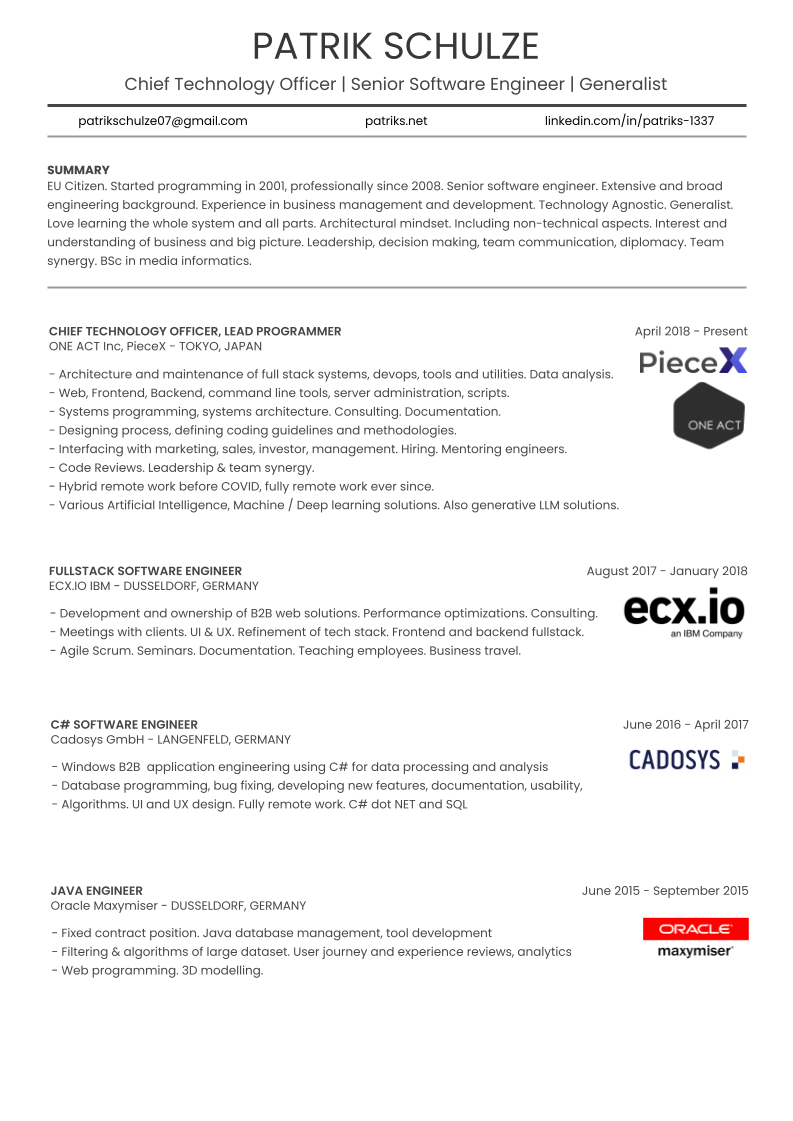 PATRIK SCHULZE
Chief Technology Officer | Senior Software Engineer | Generalist
patrikschulze07@gmail.com patriks.net linkedin.com/in/patriks-1337
SUMMARY
EU Citizen. Started programming in 2001, professionally since 2008. Senior software engineer. Extensive and broad
engineering background. Experience in business management and development. Technology Agnostic. Generalist.
Love learning the whole system and all parts. Architectural mindset. Including non-technical aspects. Interest and
understanding of business and big picture. Leadership, decision making, team communication, diplomacy. Team
synergy. BSc in media informatics.
CHIEF TECHNOLOGY OFFICER, LEAD PROGRAMMER April 2018 - Present
ONE ACT Inc, PieceX - TOKYO, JAPAN
PieceX
- Architecture and maintenance of full stack systems, devops, tools and utilities. Data analysis.
- Web, Frontend, Backend, command line tools, server administration, scripts.
- Systems programming, systems architecture. Consulting. Documentation.
ONE ACT
- Designing process, defining coding guidelines and methodologies.
- Interfacing with marketing, sales, investor, management. Hiring. Mentoring engineers.
- Code Reviews. Leadership & team synergy.
- Hybrid remote work before COVID, fully remote work ever since.
- Various Artificial Intelligence, Machine / Deep learning solutions. Also generative LLM solutions.
FULLSTACK SOFTWARE ENGINEER August 2017 - January 2018
ECX.IO IBM - DUSSELDORF, GERMANY
ecx.io
an IBM Company
- Development and ownership of B2B web solutions. Performance optimizations. Consulting.
- Meetings with clients. UI & UX. Refinement of tech stack. Frontend and backend fullstack.
- Agile Scrum. Seminars. Documentation. Teaching employees. Business travel.
C# SOFTWARE ENGINEER June 2016 - April 2017
Cadosys GmbH - LANGENFELD, GERMANY
CADOSYS
- Windows B2B  application engineering using C# for data processing and analysis
- Database programming, bug fixing, developing new features, documentation, usability,
- Algorithms. UI and UX design. Fully remote work. C# dot NET and SQL
JAVA ENGINEER June 2015 - September 2015
Oracle Maxymiser - DUSSELDORF, GERMANY
ORACLE
maxymiser
- Fixed contract position. Java database management, tool development
- Filtering & algorithms of large dataset. User journey and experience reviews, analytics
- Web programming. 3D modelling.